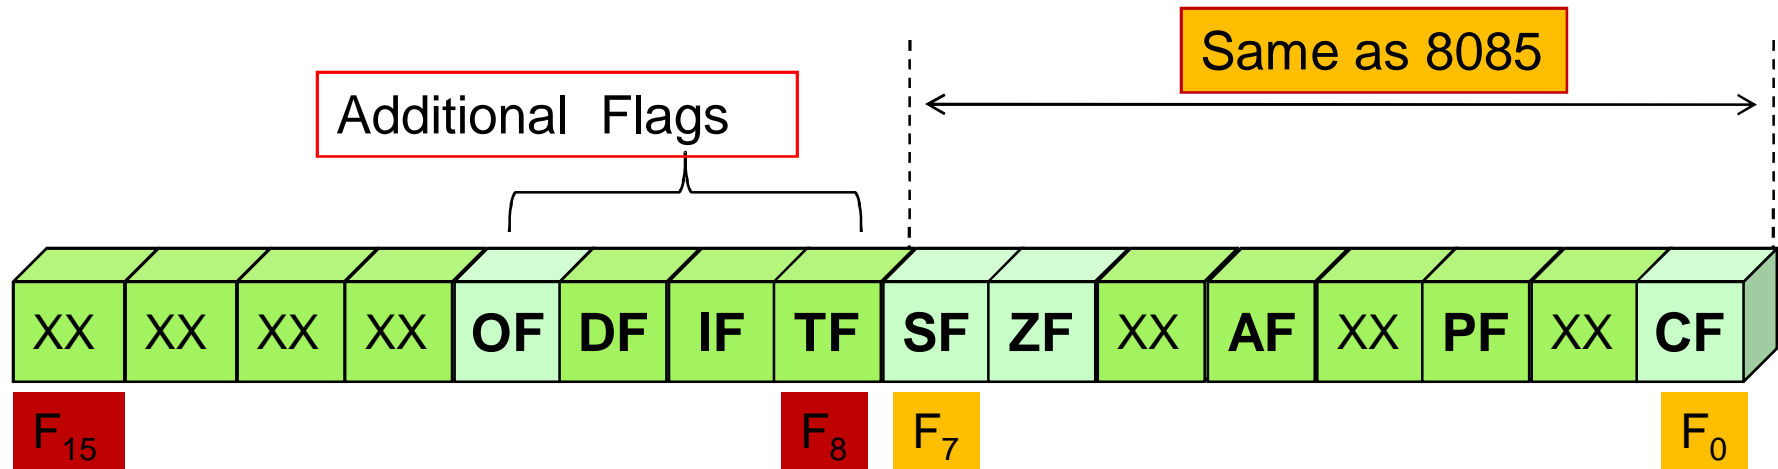 Same as 8085
Additional Flags
XX XX XX XX OF DF IF TF SF ZF XX AF XX PF XX CF
F15 F8 F7 F0